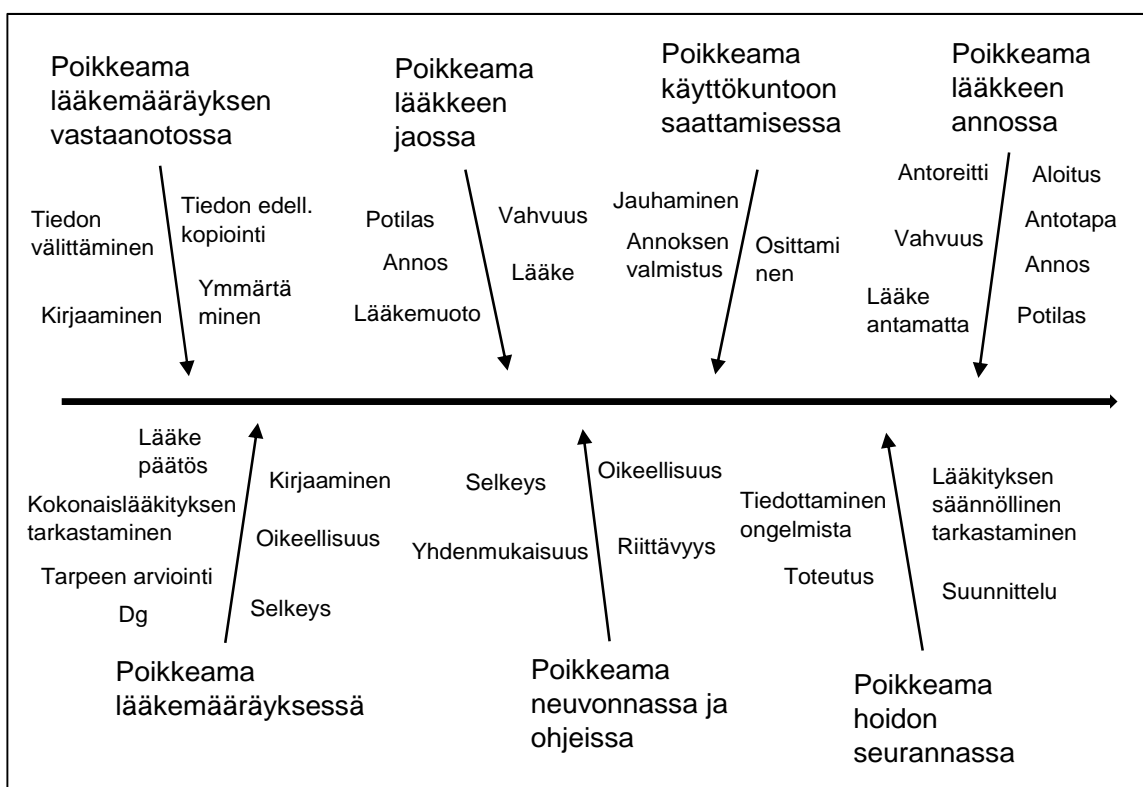 Poikkeama
lääkemääräyksen
vastaanotossa
Tiedon
välittäminen
Tiedon edell.
kopiointi
Kirjaaminen
Ymmärtä
minen
Poikkeama
lääkkeen
jaossa
Potilas
Vahvuus
Annos
Lääke
Lääkemuoto
Poikkeama
käyttökuntoon
saattamisessa
Jauhaminen
Annoksen
valmistus
Osittami
nen
Poikkeama
lääkkeen
annossa
Antoreitti
Aloitus
Antotapa
Vahvuus
Annos
Lääke
antamatta
Potilas
Lääke
päätös
Kirjaaminen
Kokonaislääkityksen
tarkastaminen
Oikeellisuus
Tarpeen arviointi
Dg
Selkeys
Poikkeama
lääkemääräyksessä
Selkeys
Oikeellisuus
Yhdenmukaisuus
Riittävyys
Poikkeama
neuvonnassa ja
ohjeissa
Tiedottaminen
ongelmista
Lääkityksen
säännöllinen
tarkastaminen
Toteutus
Suunnittelu
Poikkeama
hoidon
seurannassa